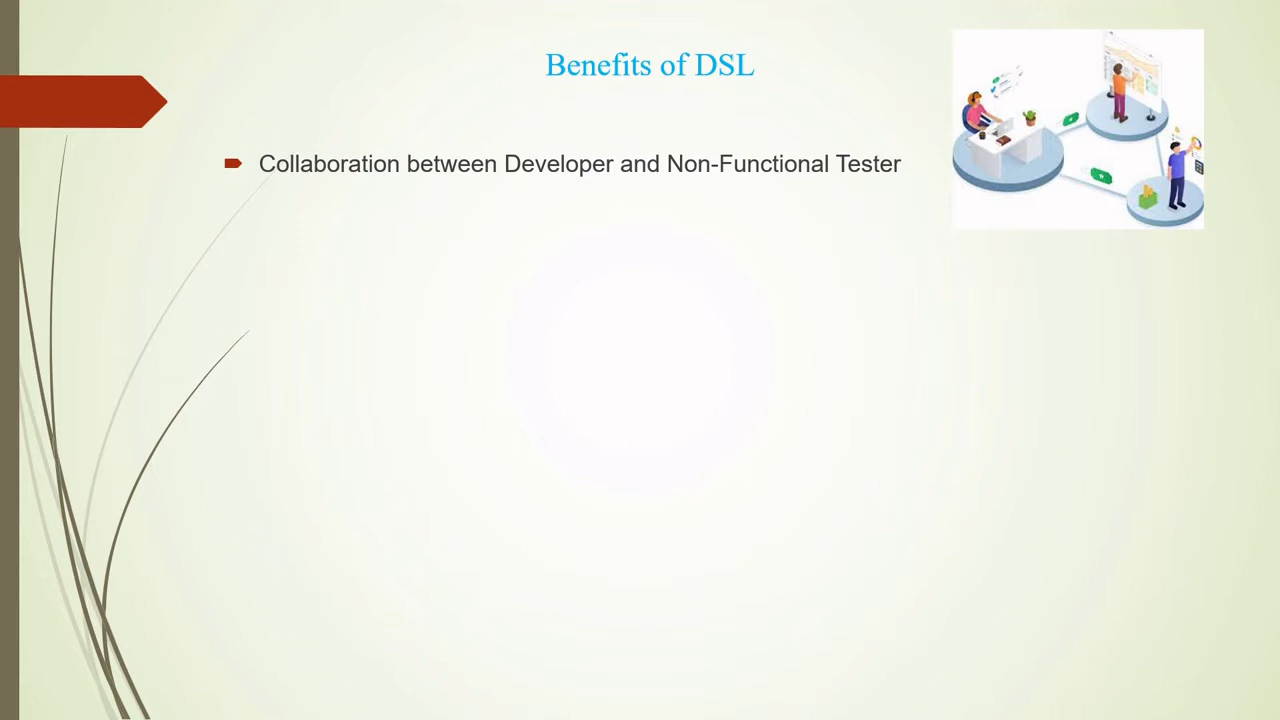 Benefits of DSL
Collaboration between Developer and Non-Functional Tester